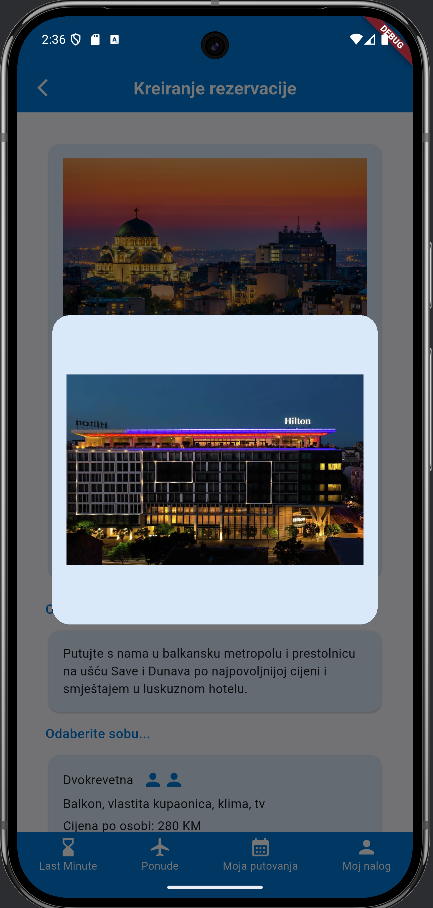 2:36
A
DEBUG
Kreiranje rezervacije
Hilton
Hilton
O
Putujte s nama u balkansku metropolu i prestolnicu
na ušću Save i Dunava po najpovoljnijoj cijeni i
smještajem u luskuznom hotelu.
Odaberite sobu...
Dvokrevetna
Balkon, vlastita kupaonica, klima, tv
Cijena po osobi: 280 KM
Last Minute
Ponude
Moja putovanja
Moj nalog